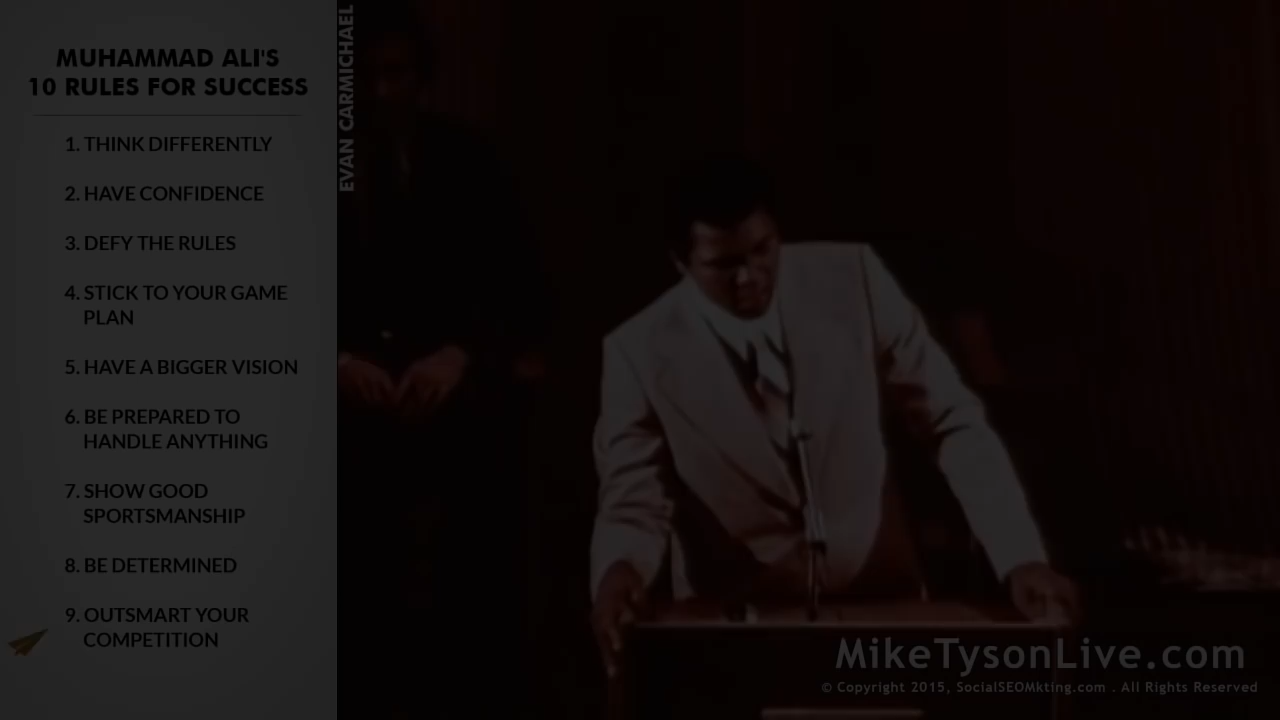 MUHAMMAD ALI'S
10 RULES FOR SUCCESS
1. THINK DIFFERENTLY
2. HAVE CONFIDENCE
3. DEFY THE RULES
4. STICK TO YOUR GAME
PLAN
5. HAVE A BIGGER VISION
6. BE PREPARED TO
HANDLE ANYTHING
7. SHOW GOOD
SPORTSMANSHIP
8. BE DETERMINED
9. OUTSMART YOUR
COMPETITION
EVAN CARMICHAEL
MikeTysonLive.com
© Copyright 2015, SocialSEOMkting.com . All Rights Reserved